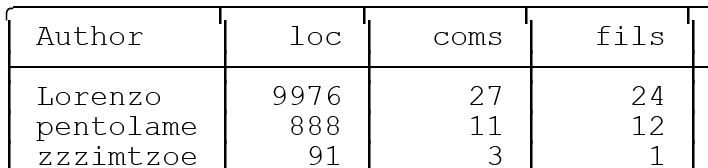 Author loc coms fils
Lorenzo 9976 27 24
pentolame 888 11 12
zzzimtzoe 91 3 1